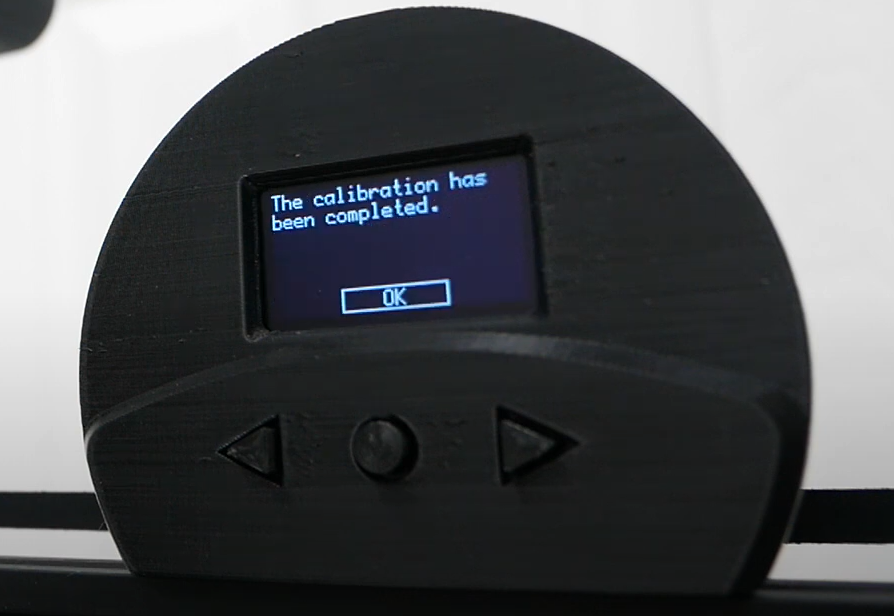 The calibration has
been completed.
OK